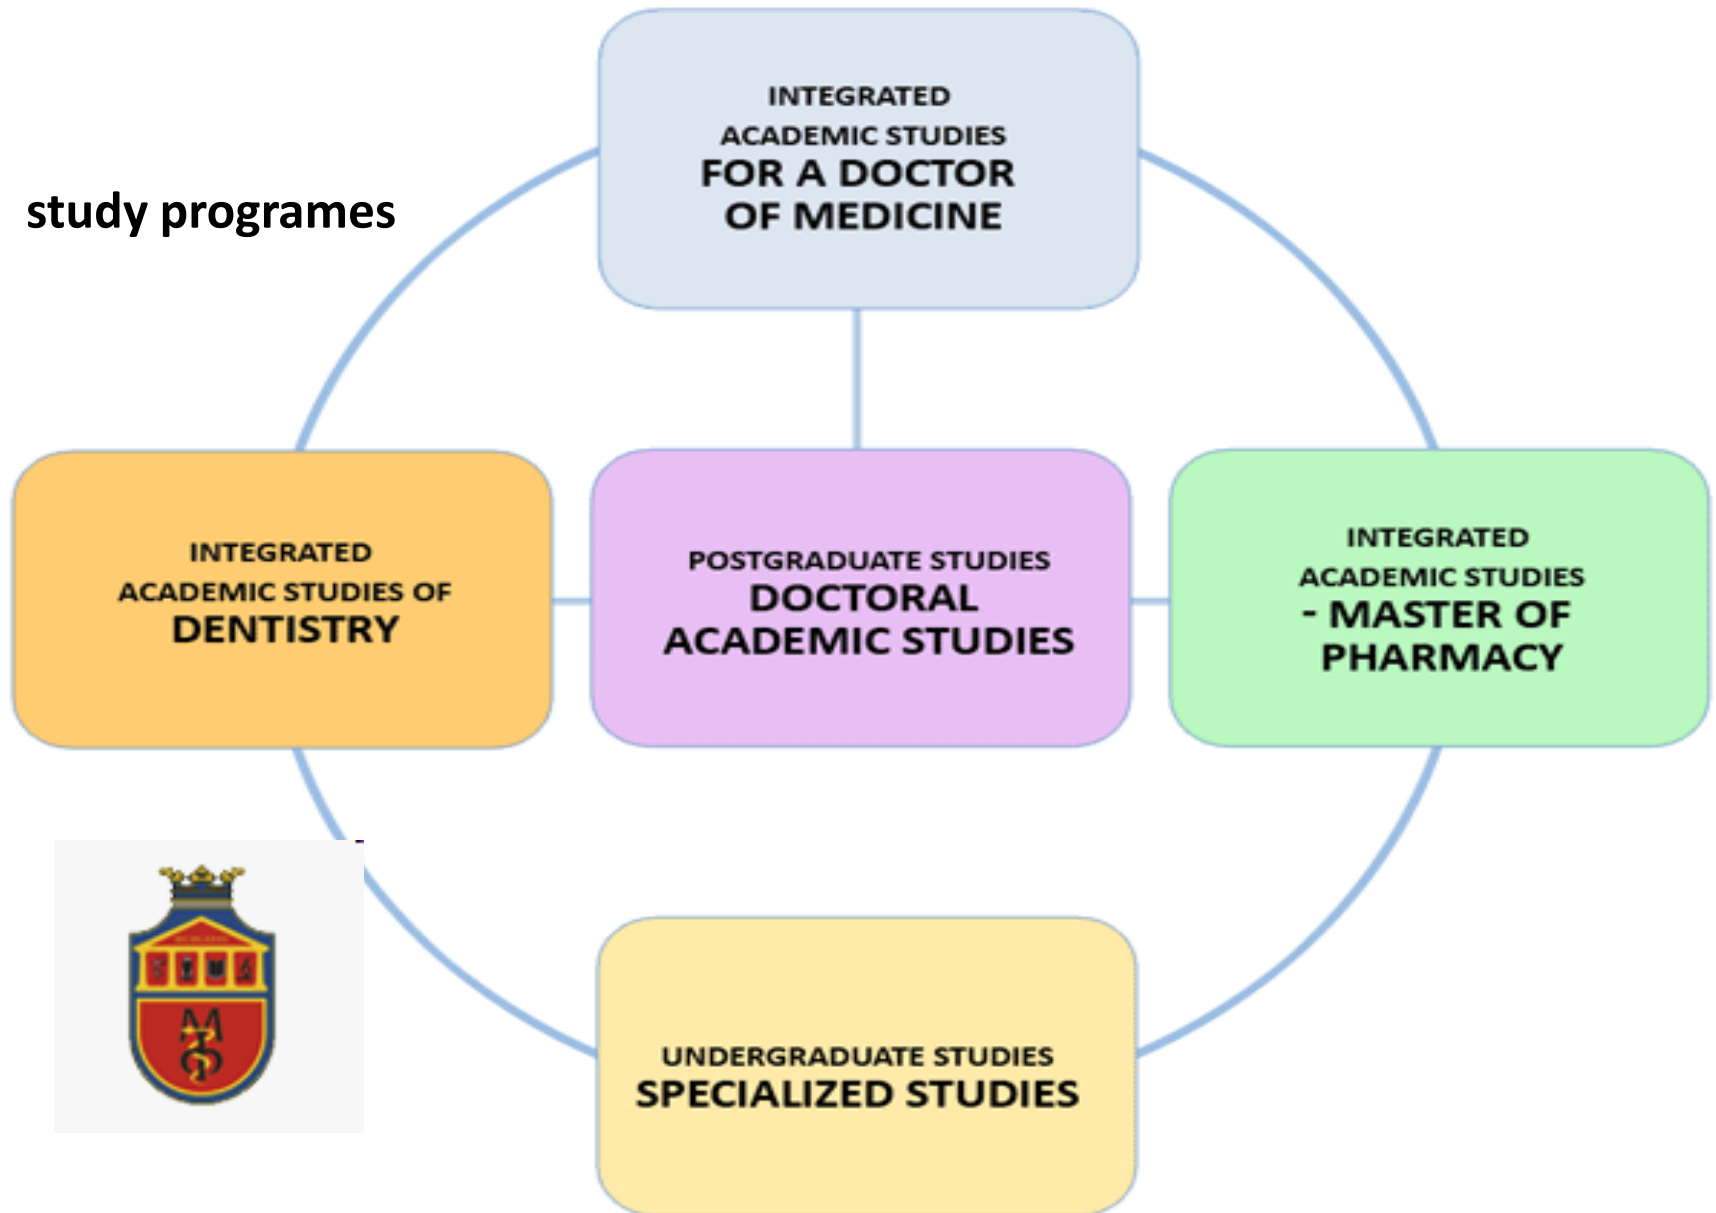 study programes
INTEGRATED
ACADEMIC STUDIES
FOR A DOCTOR
OF MEDICINE
INTEGRATED
ACADEMIC STUDIES OF
DENTISTRY
POSTGRADUATE STUDIES
DOCTORAL
ACADEMIC STUDIES
INTEGRATED
ACADEMIC STUDIES
- MASTER OF
PHARMACY
UNDERGRADUATE STUDIES
SPECIALIZED STUDIES